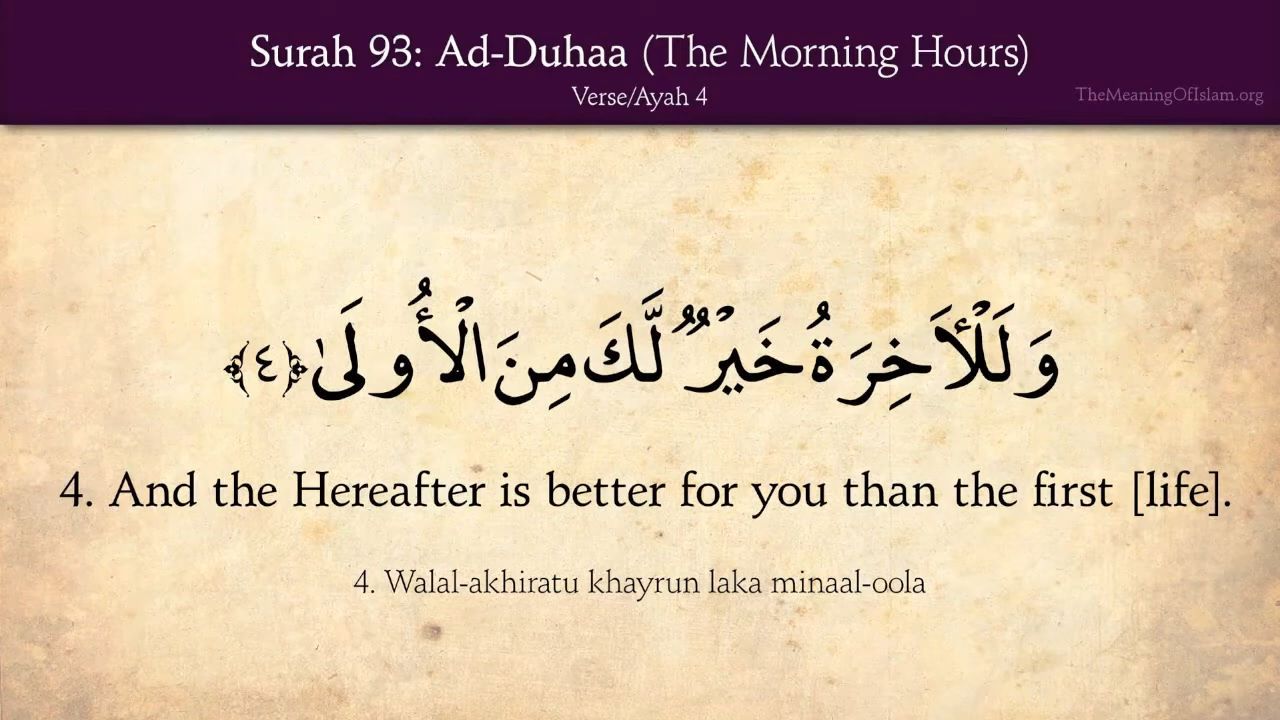 Surah 93: Ad-Duhaa (The Morning Hours)
Verse/Ayah 4
TheMeaningOfIslam.org
وَلَلْآخِرَةُ خَيْرٌ لَّكَ مِنَ الْأُولَىٰ ﴿٤﴾
4. And the Hereafter is better for you than the first [life].
4. Walal-akhiratu khayrun laka minaal-oola